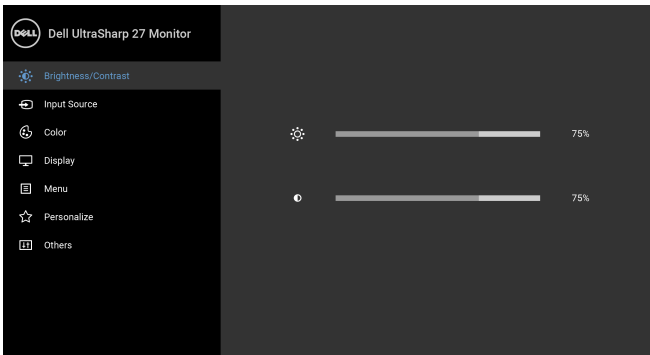 DELL
Dell UltraSharp 27 Monitor
Brightness/Contrast
Input Source
Color
Display
Menu
Personalize
Others
75%
75%